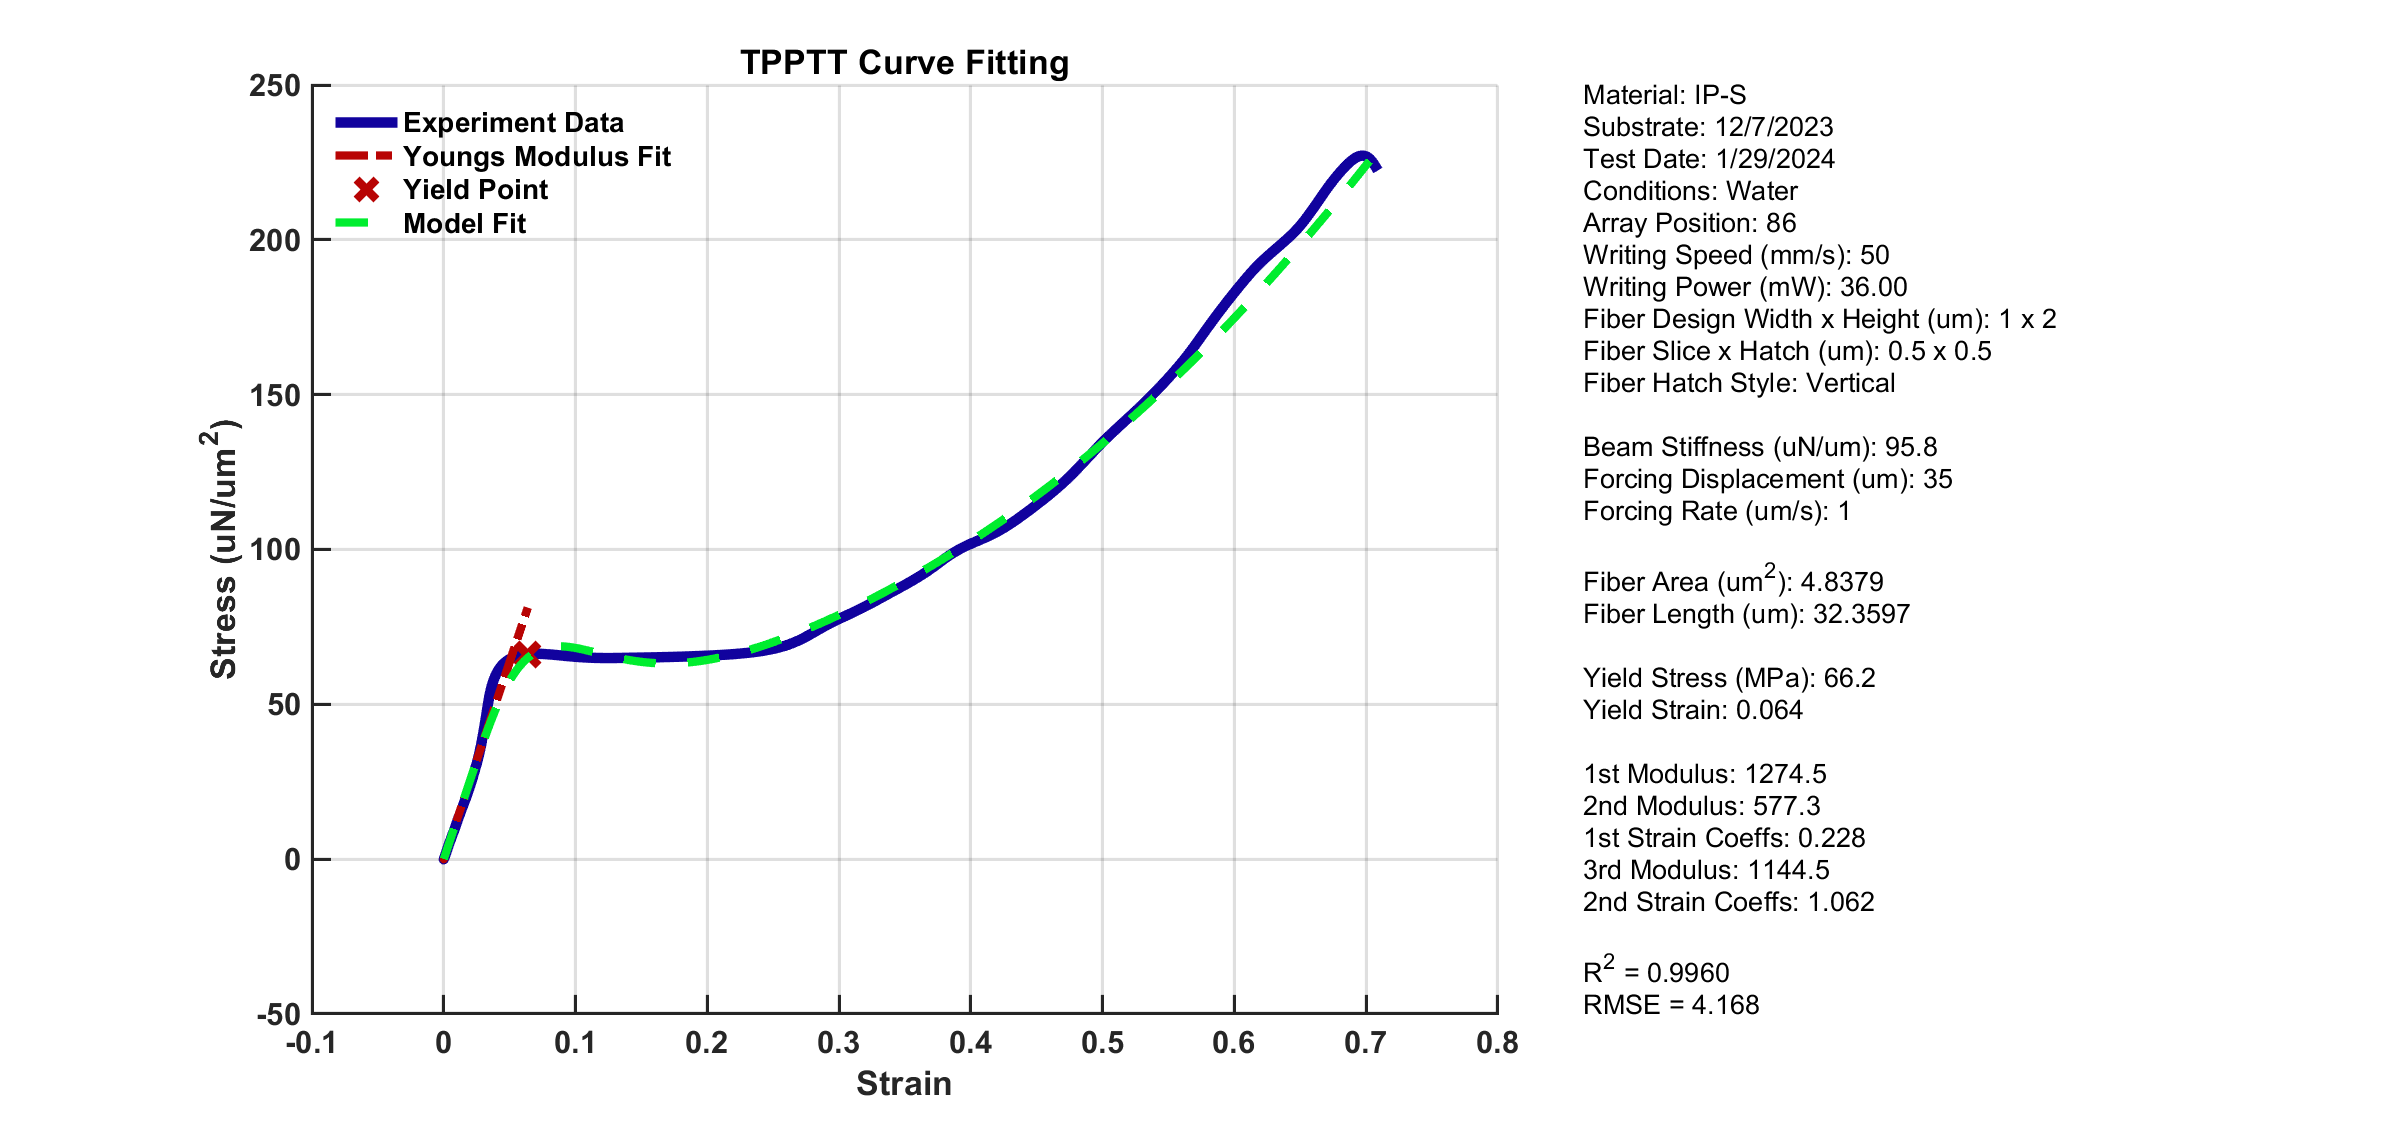 TPPTT Curve Fitting
250
200
150
100
50
0
-50
-0.1 0 0.1 0.2 0.3 0.4 0.5 0.6 0.7 0.8
Strain
Stress (uN/um²)
Experiment Data
Youngs Modulus Fit
Yield Point
Model Fit
Material: IP-S
Substrate: 12/7/2023
Test Date: 1/29/2024
Conditions: Water
Array Position: 86
Writing Speed (mm/s): 50
Writing Power (mW): 36.00
Fiber Design Width x Height (um): 1 x 2
Fiber Slice x Hatch (um): 0.5 x 0.5
Fiber Hatch Style: Vertical
Beam Stiffness (uN/um): 95.8
Forcing Displacement (um): 35
Forcing Rate (um/s): 1
Fiber Area (um²): 4.8379
Fiber Length (um): 32.3597
Yield Stress (MPa): 66.2
Yield Strain: 0.064
1st Modulus: 1274.5
2nd Modulus: 577.3
1st Strain Coeffs: 0.228
3rd Modulus: 1144.5
2nd Strain Coeffs: 1.062
R² = 0.9960
RMSE = 4.168